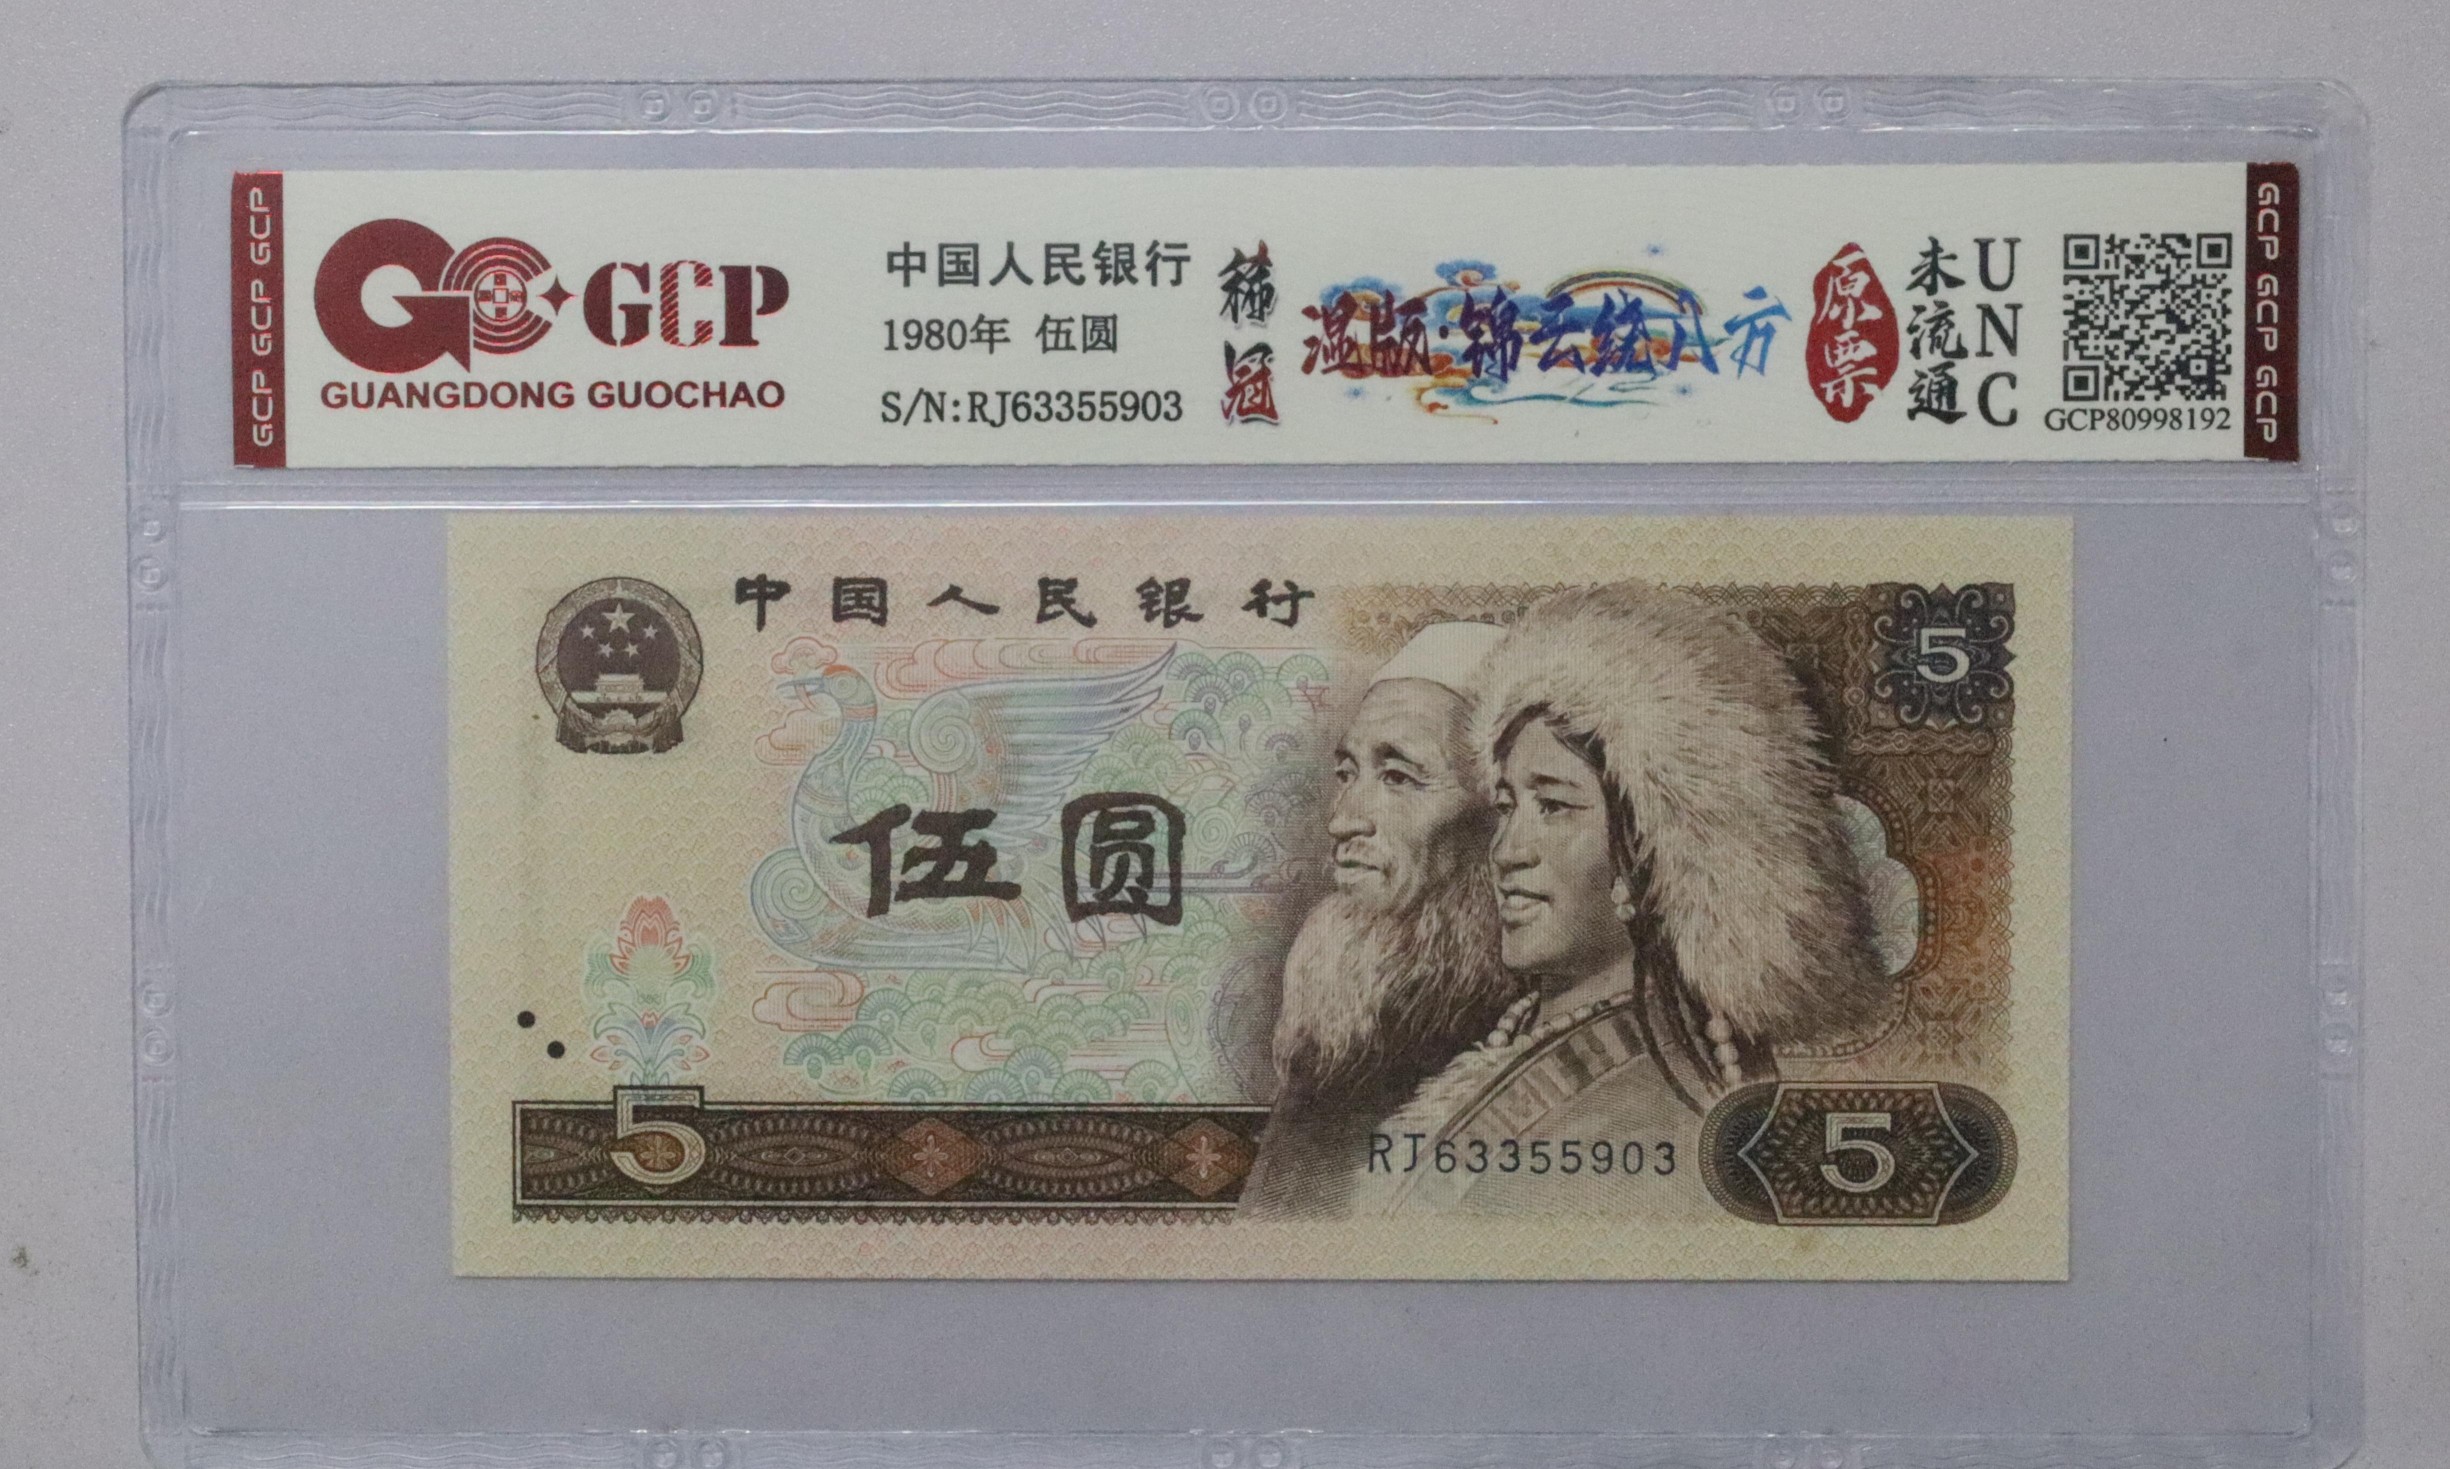 GCP GCP GCP
GCP
GUANGDONG GUOCHAO
中国人民银行
1980年 伍圆
S/N:RJ63355903
稀冠
温版·锦云绕八方
原票
未流通
UNC
GCP80998192
GCP GCP GCP
中国人民银行
5
伍圆
5
RJ63355903
5